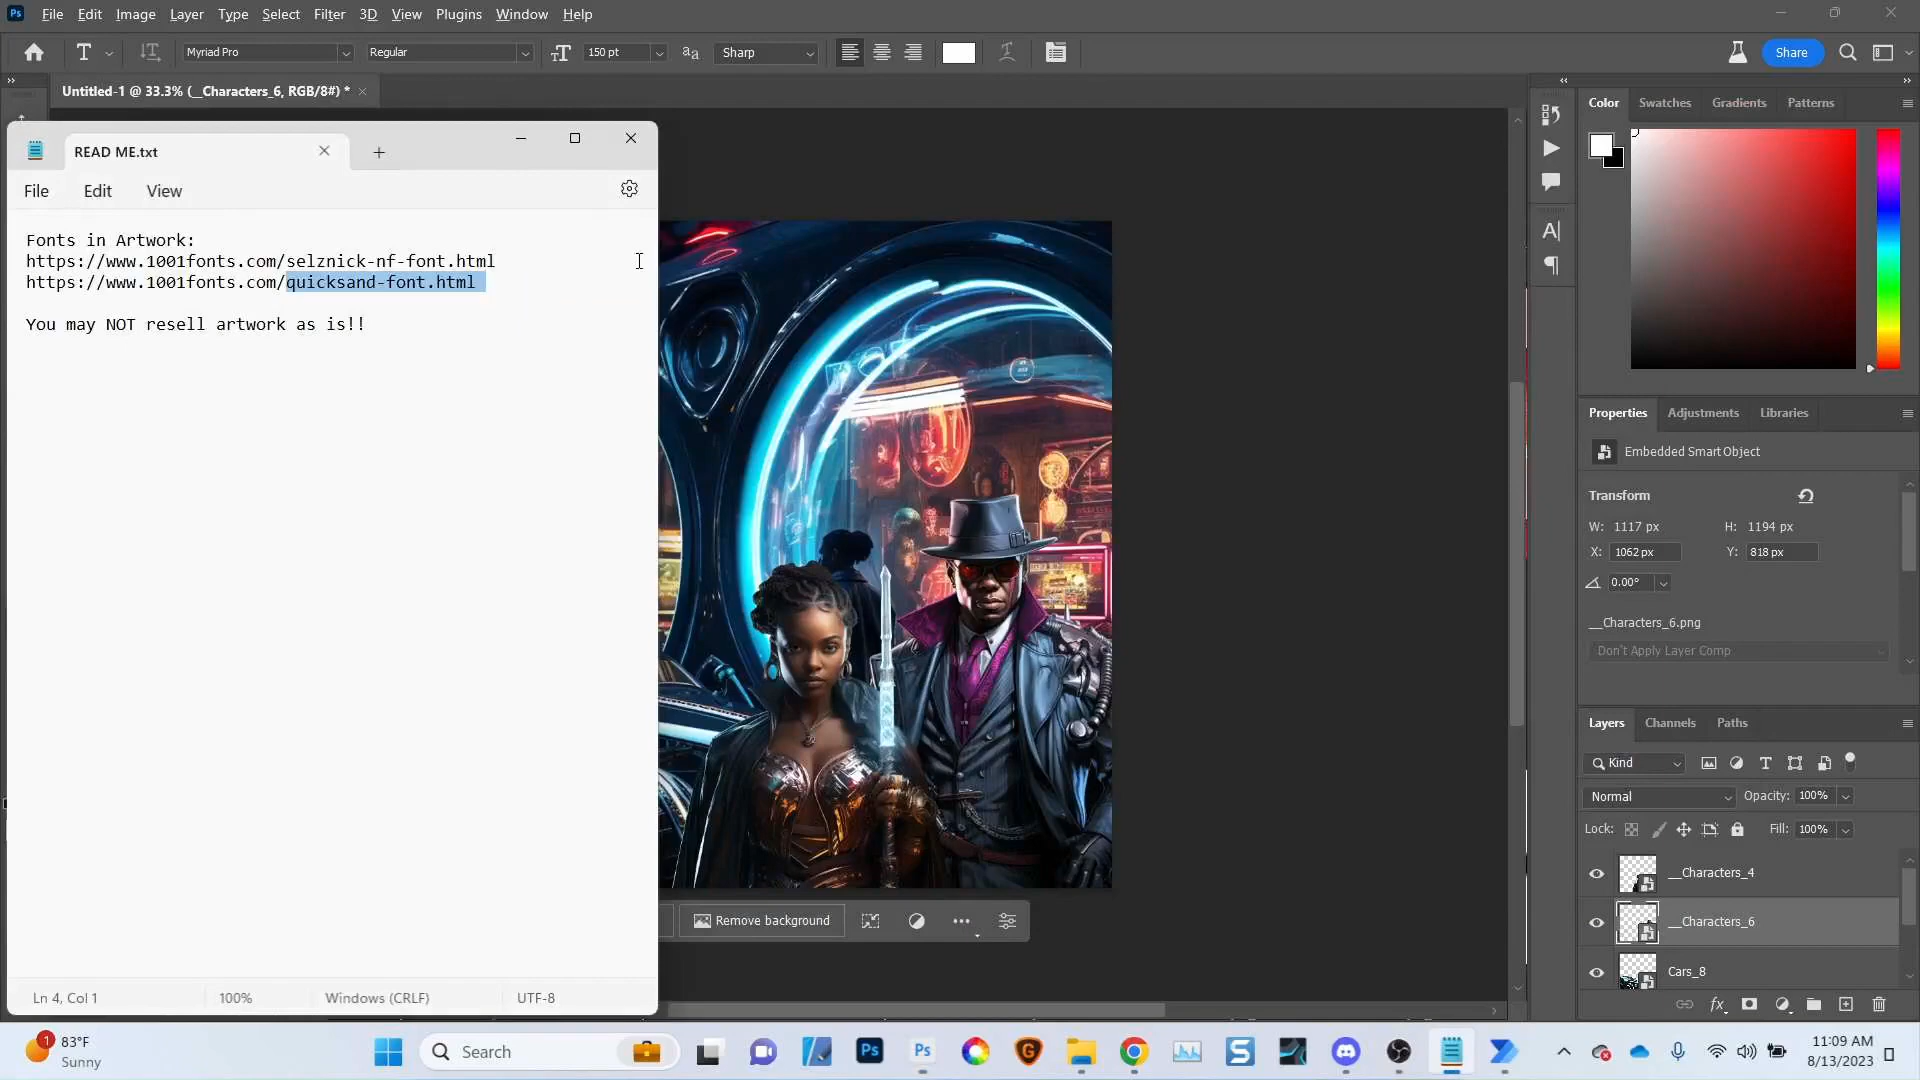 Ps File Edit Image Layer Type Select Filter 3D View Plugins Window Help
T Myriad Pro Regular 150 pt aa Sharp Share
Untitled-1 @ 33.3% (__Characters_6, RGB/8#) *
READ ME.txt
File Edit View
Fonts in Artwork:
https://www.1001fonts.com/selznick-nf-font.html
https://www.1001fonts.com/quicksand-font.html
You may NOT resell artwork as is!!
Ln 4, Col 1 100% Windows (CRLF) UTF-8
Remove background
Color Swatches Gradients Patterns
Properties Adjustments Libraries
Embedded Smart Object
Transform
W: 1117 px H: 1194 px
X: 1062 px Y: 818 px
0.00°
__Characters_6.png
Don't Apply Layer Comp
Layers Channels Paths
Kind
Normal Opacity: 100%
Lock: Fill: 100%
__Characters_4
__Characters_6
Cars_8
fx
1 83°F
Sunny
Search
Ps Ps
11:09 AM
8/13/2023